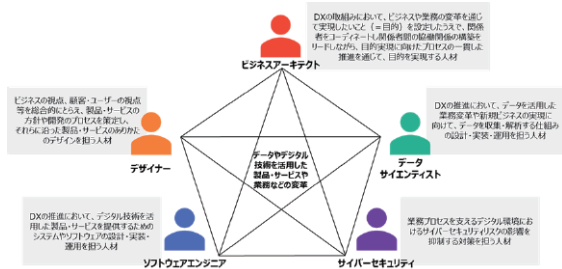 DXの取組みにおいて、ビジネスや業務の変革を通じ
て実現したいこと(=目的)を設定したうえで、関係
者をコーディネートし関係者間の協働関係の構築を
リードしながら、目的実現に向けたプロセスの一貫した
推進を通じて、目的を実現する人材
ビジネスアーキテクト
ビジネスの視点、顧客・ユーザーの視点
等を総合的にとらえ、製品・サービスの
方針や開発のプロセスを策定し、
それらに沿った製品・サービスのありかた
のデザインを担う人材
デザイナー
DXの推進において、データを活用した
業務変革や新規ビジネスの実現に
向けて、データを収集・解析する仕組み
の設計・実装・運用を担う人材
データ
サイエンティスト
データやデジタル
技術を活用した
製品・サービスや
業務などの変革
DXの推進において、デジタル技術を活
用した製品・サービスを提供するための
システムやソフトウェアの設計・実装・
運用を担う人材
ソフトウェアエンジニア
業務プロセスを支えるデジタル環境にお
けるサイバーセキュリティリスクの影響を
抑制する対策を担う人材
サイバーセキュリティ